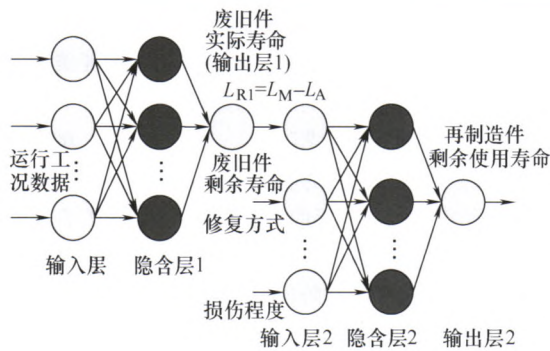 废旧件
实际寿命
(输出层1)
L_R1=L_M-L_A
运行工
况数据
⋮
⋮
输入层
隐含层1
废旧件
剩余寿命
修复方式
⋮
⋮
损伤程度
再制造件
剩余使用寿命
输入层2
隐含层2
输出层2